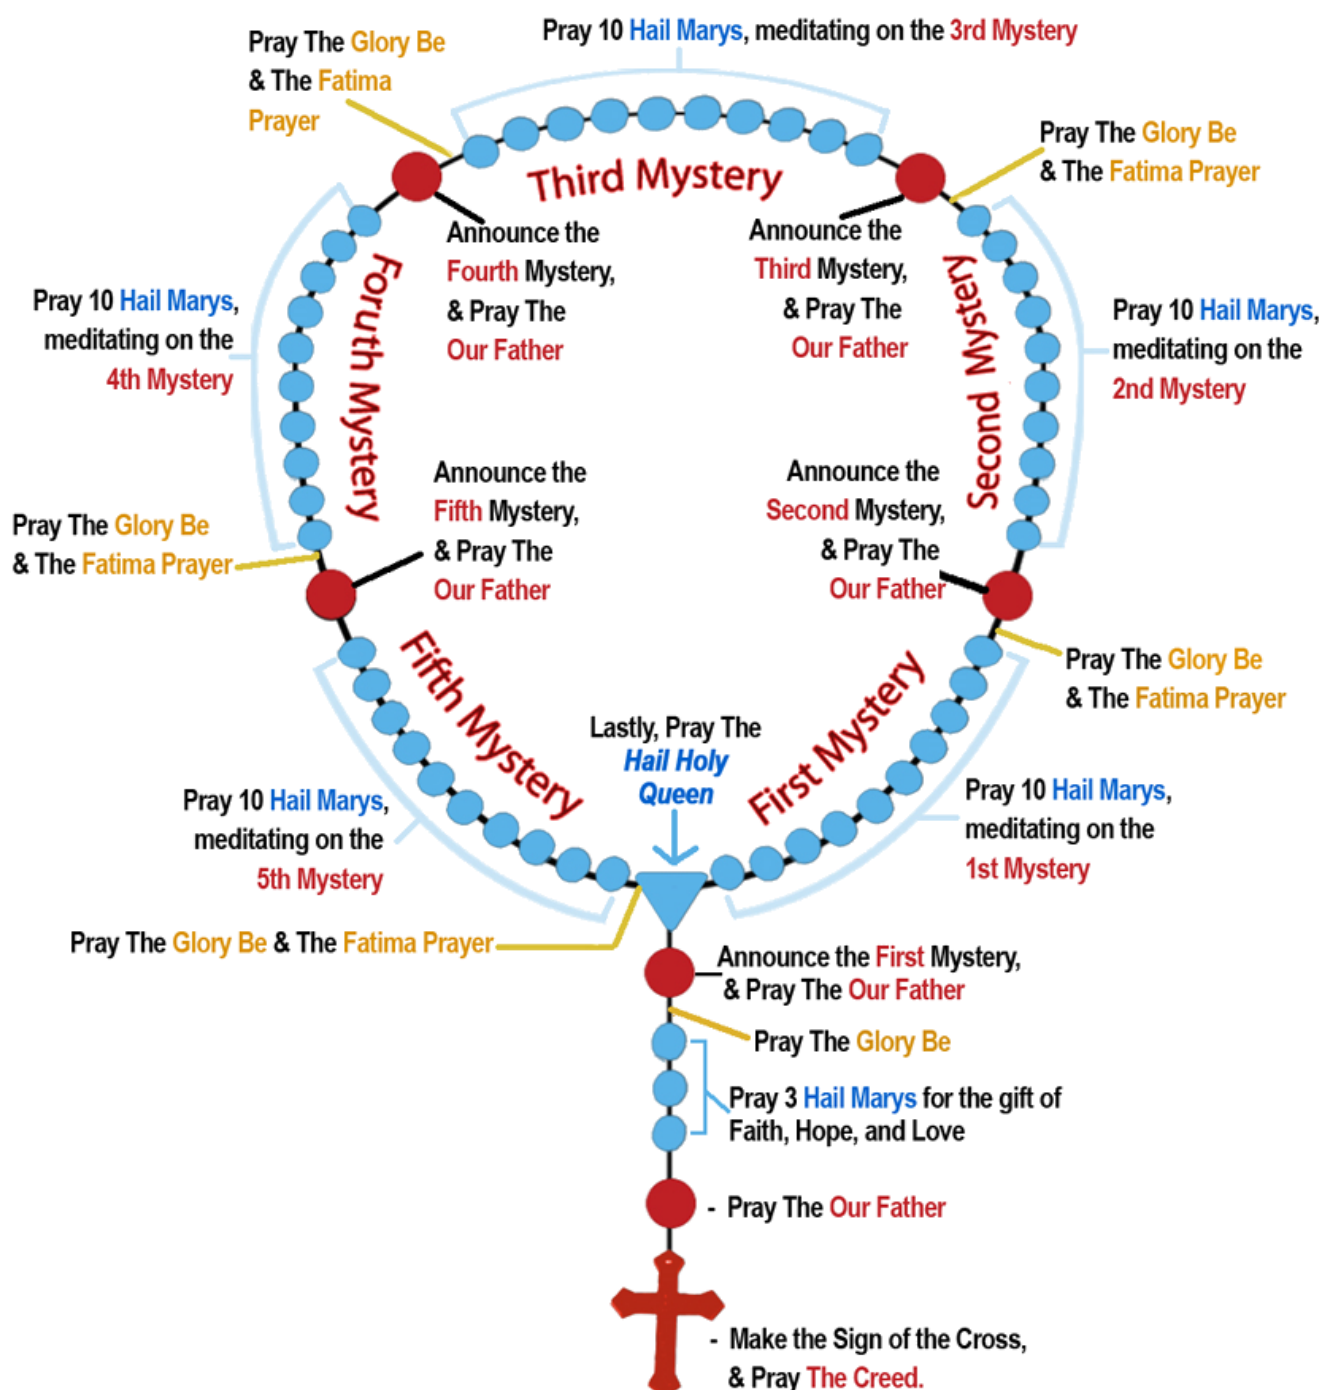 Pray 10 Hail Marys, meditating on the 3rd Mystery
Pray The Glory Be
& The Fatima
Prayer
Pray The Glory Be
& The Fatima Prayer
Third Mystery
Announce the
Fourth Mystery,
& Pray The
Our Father
Announce the
Third Mystery,
& Pray The
Our Father
Pray 10 Hail Marys,
meditating on the
4th Mystery
Foruth Mystery
Second Mystery
Pray 10 Hail Marys,
meditating on the
2nd Mystery
Announce the
Fifth Mystery,
& Pray The
Our Father
Announce the
Second Mystery,
& Pray The
Our Father
Pray The Glory Be
& The Fatima Prayer
Pray The Glory Be
& The Fatima Prayer
Fifth Mystery
First Mystery
Lastly, Pray The
Hail Holy
Queen
Pray 10 Hail Marys,
meditating on the
5th Mystery
Pray 10 Hail Marys,
meditating on the
1st Mystery
Pray The Glory Be & The Fatima Prayer
Announce the First Mystery,
& Pray The Our Father
Pray The Glory Be
Pray 3 Hail Marys for the gift of
Faith, Hope, and Love
- Pray The Our Father
- Make the Sign of the Cross,
& Pray The Creed.